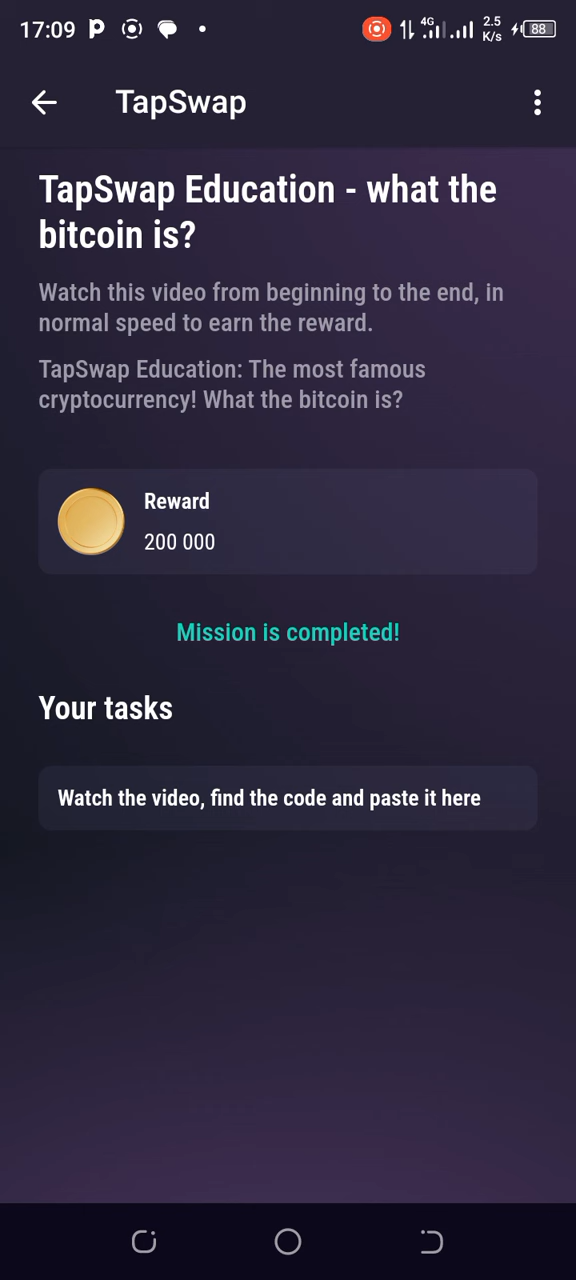 17:09
4G
2.5
K/s
88
TapSwap
TapSwap Education - what the
bitcoin is?
Watch this video from beginning to the end, in
normal speed to earn the reward.
TapSwap Education: The most famous
cryptocurrency! What the bitcoin is?
Reward
200 000
Mission is completed!
Your tasks
Watch the video, find the code and paste it here